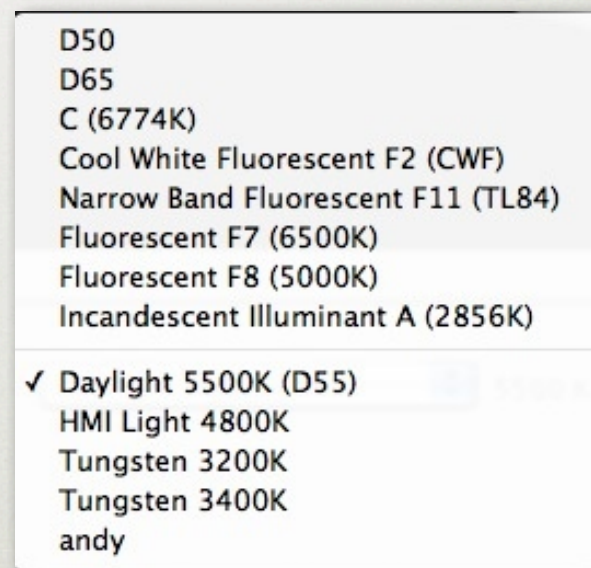 D50
D65
C (6774K)
Cool White Fluorescent F2 (CWF)
Narrow Band Fluorescent F11 (TL84)
Fluorescent F7 (6500K)
Fluorescent F8 (5000K)
Incandescent Illuminant A (2856K)
✓ Daylight 5500K (D55)
HMI Light 4800K
Tungsten 3200K
Tungsten 3400K
andy